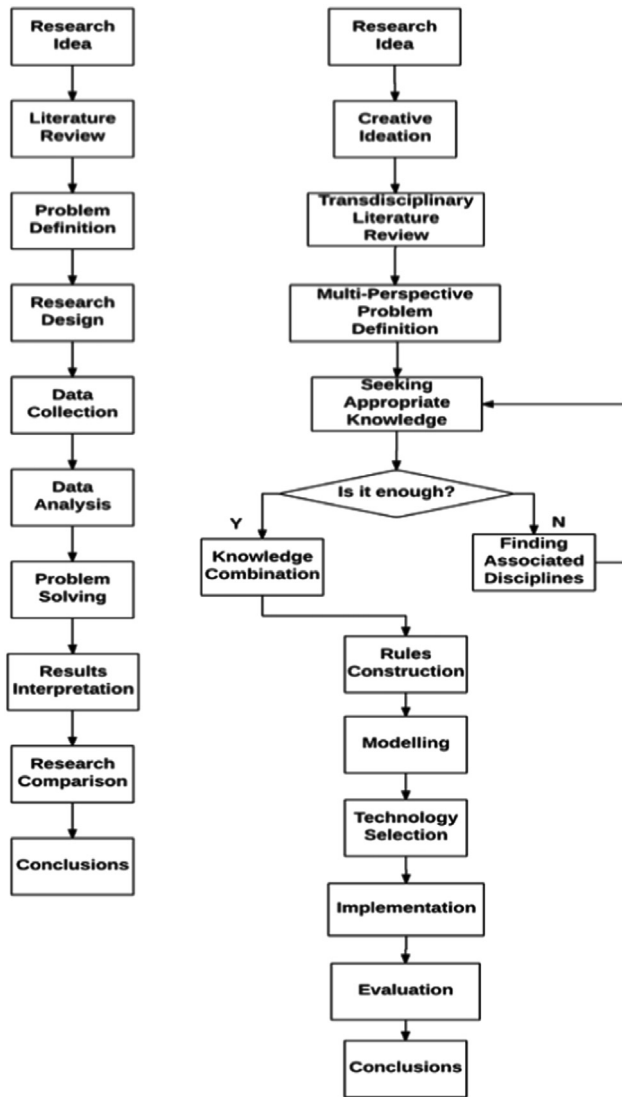 Research
Idea
Literature
Review
Problem
Definition
Research
Design
Data
Collection
Data
Analysis
Problem
Solving
Results
Interpretation
Research
Comparison
Conclusions
Research
Idea
Creative
Ideation
Transdisciplinary
Literature
Review
Multi-Perspective
Problem
Definition
Seeking
Appropriate
Knowledge
Is it enough?
Y
N
Knowledge
Combination
Finding
Associated
Disciplines
Rules
Construction
Modelling
Technology
Selection
Implementation
Evaluation
Conclusions